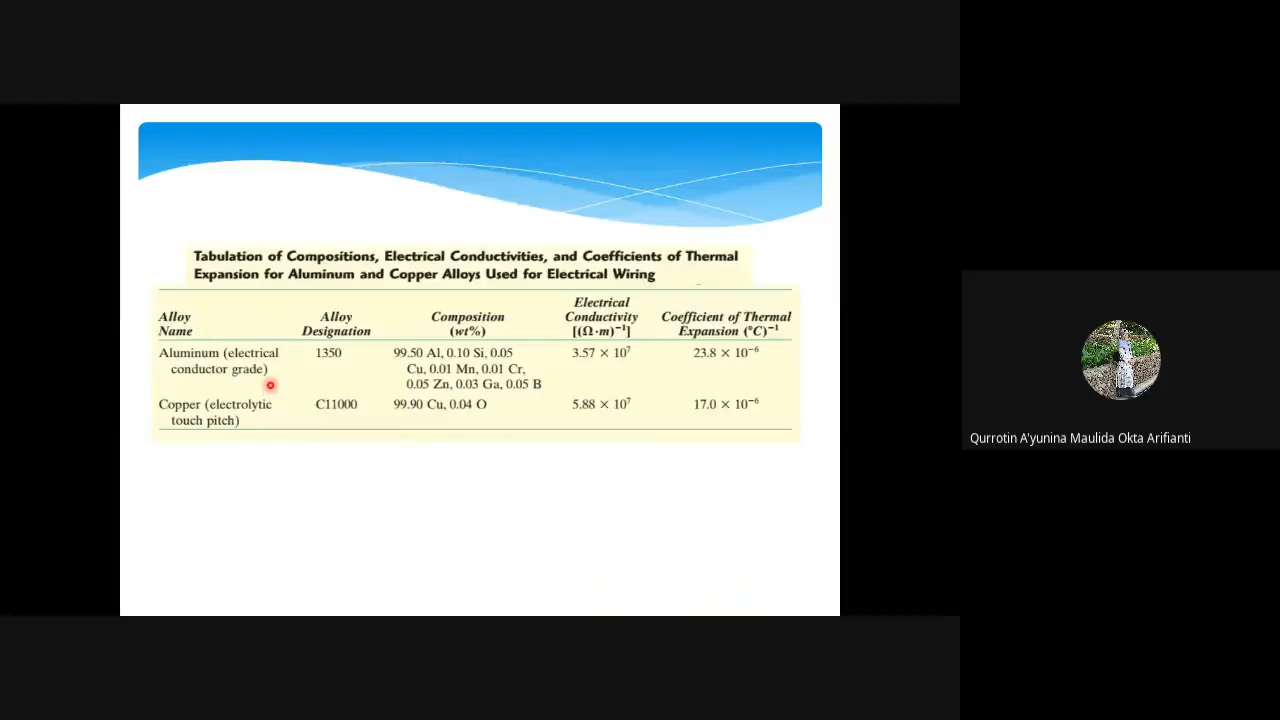 Tabulation of Compositions, Electrical Conductivities, and Coefficients of Thermal
Expansion for Aluminum and Copper Alloys Used for Electrical Wiring
Electrical
Alloy Alloy Composition Conductivity Coefficient of Thermal
Name Designation (wt%) [(Ω·m)⁻¹] Expansion (°C)⁻¹
Aluminum (electrical 1350 99.50 Al, 0.10 Si, 0.05 3.57 × 10⁷ 23.8 × 10⁻⁶
conductor grade) Cu, 0.01 Mn, 0.01 Cr,
0.05 Zn, 0.03 Ga, 0.05 B
Copper (electrolytic C11000 99.90 Cu, 0.04 O 5.88 × 10⁷ 17.0 × 10⁻⁶
touch pitch)
Qurrotin A'yunina Maulida Okta Arifianti